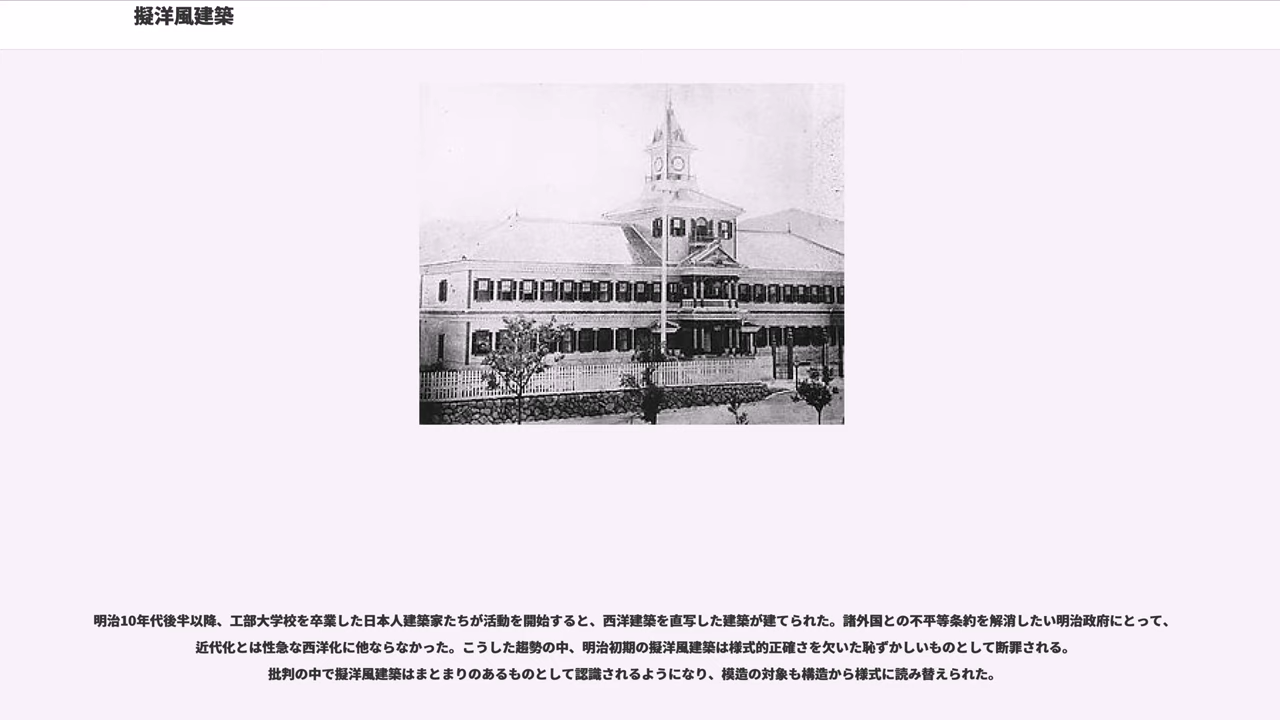 擬洋風建築
明治10年代後半以降、工部大学校を卒業した日本人建築家たちが活動を開始すると、西洋建築を直写した建築が建てられた。諸外国との不平等条約を解消したい明治政府にとって、
近代化とは性急な西洋化に他ならなかった。こうした趨勢の中、明治初期の擬洋風建築は様式的正確さを欠いた恥ずかしいものとして断罪される。
批判の中で擬洋風建築はまとまりのあるものとして認識されるようになり、模造の対象も構造から様式に読み替えられた。